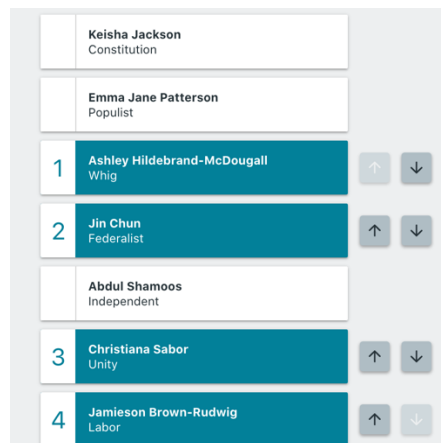 Keisha Jackson
Constitution
Emma Jane Patterson
Populist
1
Ashley Hildebrand-McDougall
Whig
2
Jin Chun
Federalist
Abdul Shamoos
Independent
3
Christiana Sabor
Unity
4
Jamieson Brown-Rudwig
Labor